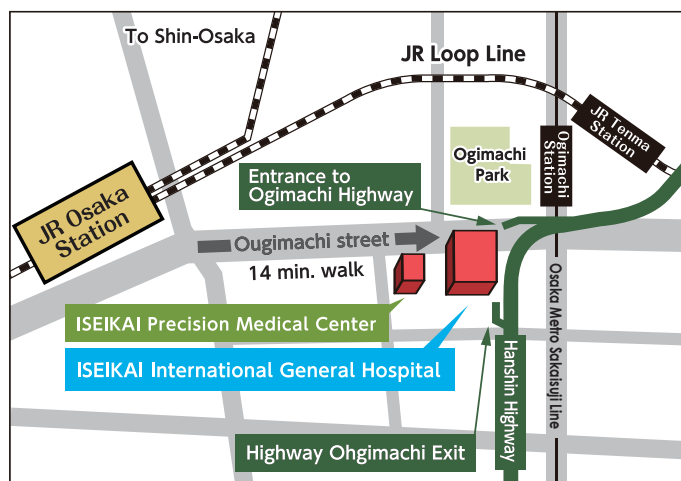 To Shin-Osaka
JR Loop Line
JR Tenma
Station
Ogimachi
Station
Ogimachi
Park
Entrance to
Ogimachi Highway
JR Osaka
Station
Ougimachi street
14 min. walk
ISEIKAI Precision Medical Center
ISEIKAI International General Hospital
Osaka Metro Sakaisuji Line
Hanshin Highway
Highway Ohgimachi Exit